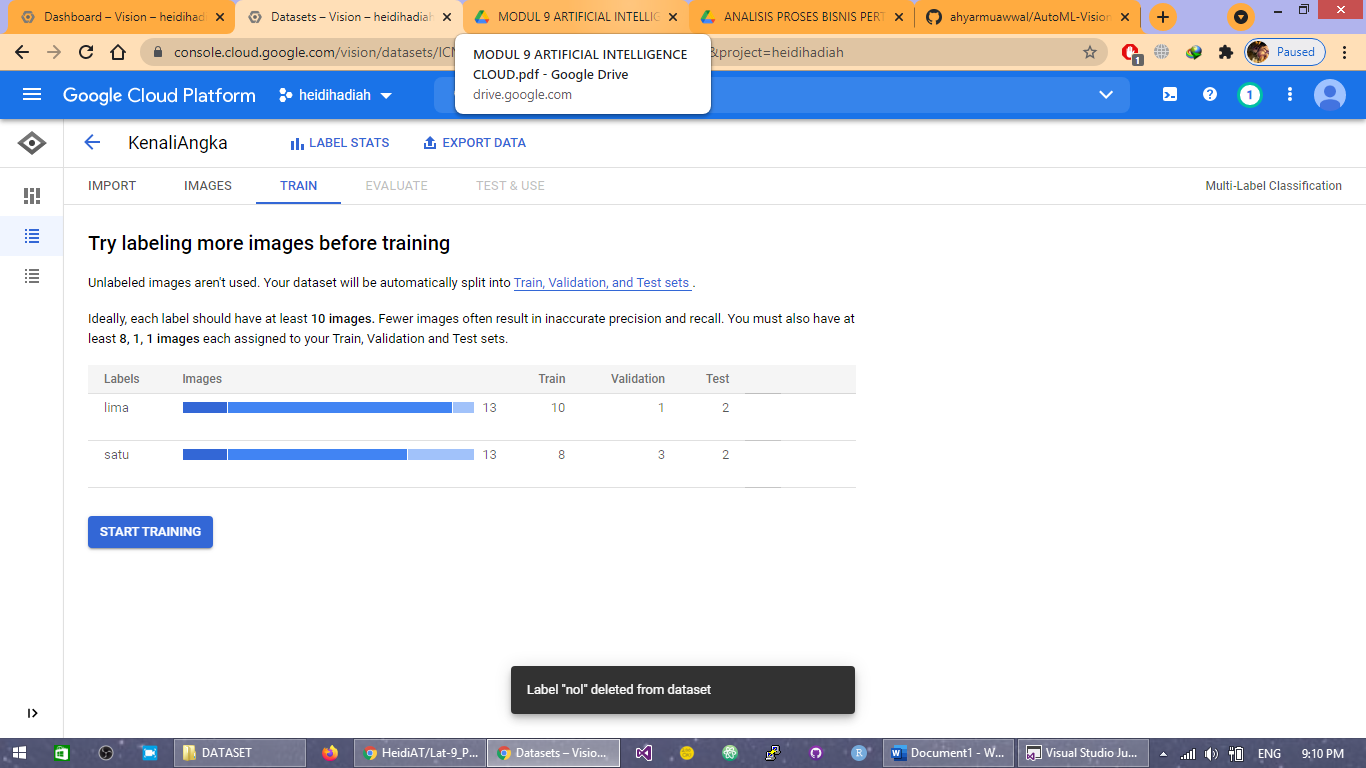 Dashboard – Vision – heidihadi
Datasets – Vision – heidihadiah
MODUL 9 ARTIFICIAL INTELLIG
ANALISIS PROSES BISNIS PERT
ahyarmuawwal/AutoML-Vision
console.cloud.google.com/vision/datasets/ICN
&project=heidihadiah
1
Paused
MODUL 9 ARTIFICIAL INTELLIGENCE
CLOUD.pdf - Google Drive
drive.google.com
Google Cloud Platform
heidihadiah
1
KenaliAngka
LABEL STATS
EXPORT DATA
IMPORT
IMAGES
TRAIN
EVALUATE
TEST & USE
Multi-Label Classification
Try labeling more images before training
Unlabeled images aren't used. Your dataset will be automatically split into Train, Validation, and Test sets .
Ideally, each label should have at least 10 images. Fewer images often result in inaccurate precision and recall. You must also have at
least 8, 1, 1 images each assigned to your Train, Validation and Test sets.
Labels Images Train Validation Test
lima 13 10 1 2
satu 13 8 3 2
START TRAINING
Label "nol" deleted from dataset
DATASET
HeidiAT/Lat-9_P...
Datasets – Visio...
Document1 - W...
Visual Studio Ju...
ENG
9:10 PM